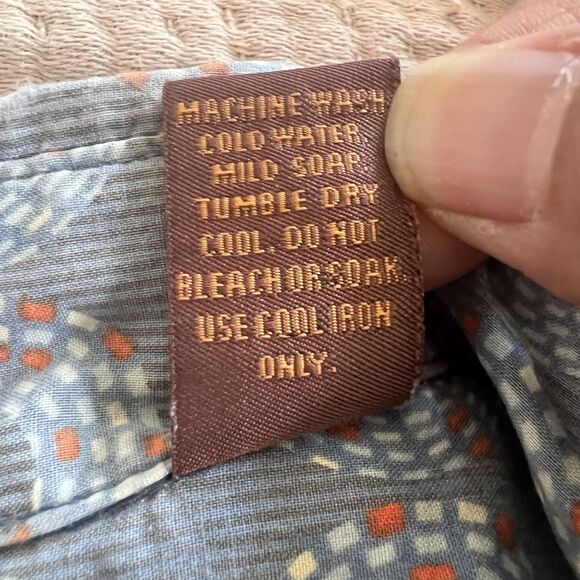 MACHINE WASH
COLD WATER
MILD SOAP
TUMBLE DRY
COOL. DO NOT
BLEACH OR SOAK.
USE COOL IRON
ONLY.